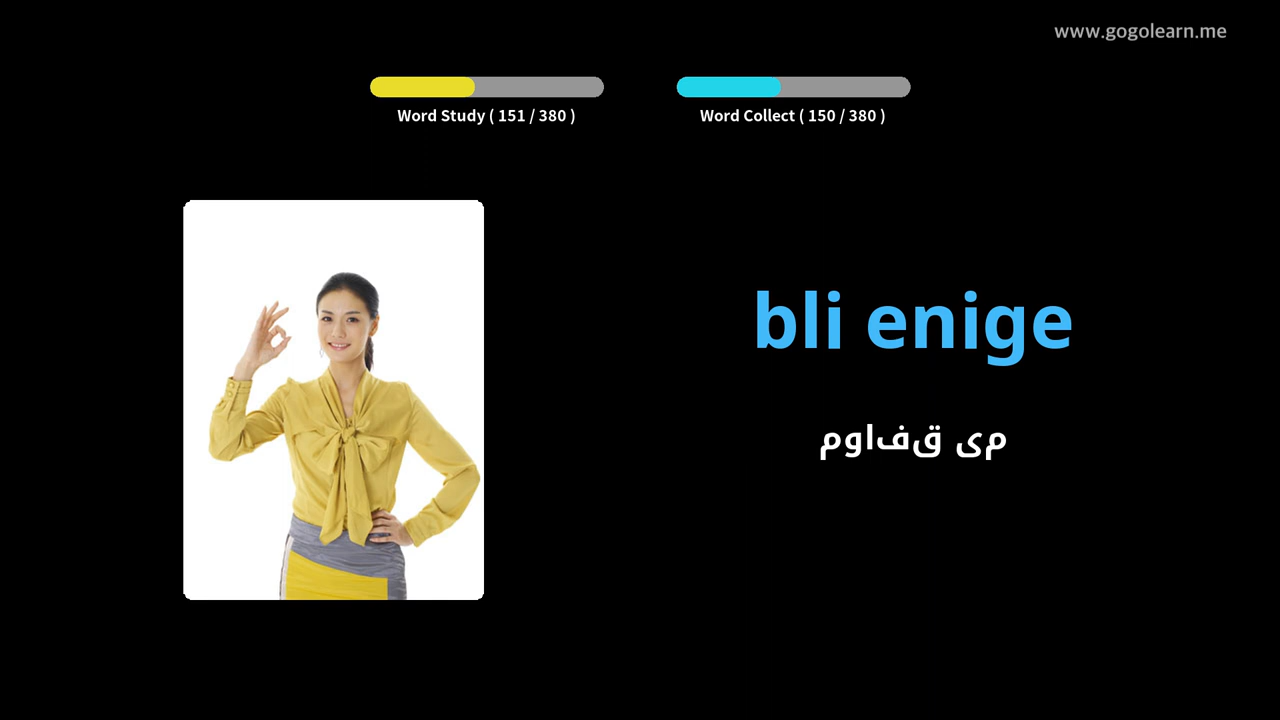 www.gogolearn.me
Word Study ( 151 / 380 )
Word Collect ( 150 / 380 )
bli enige
می قفاوم